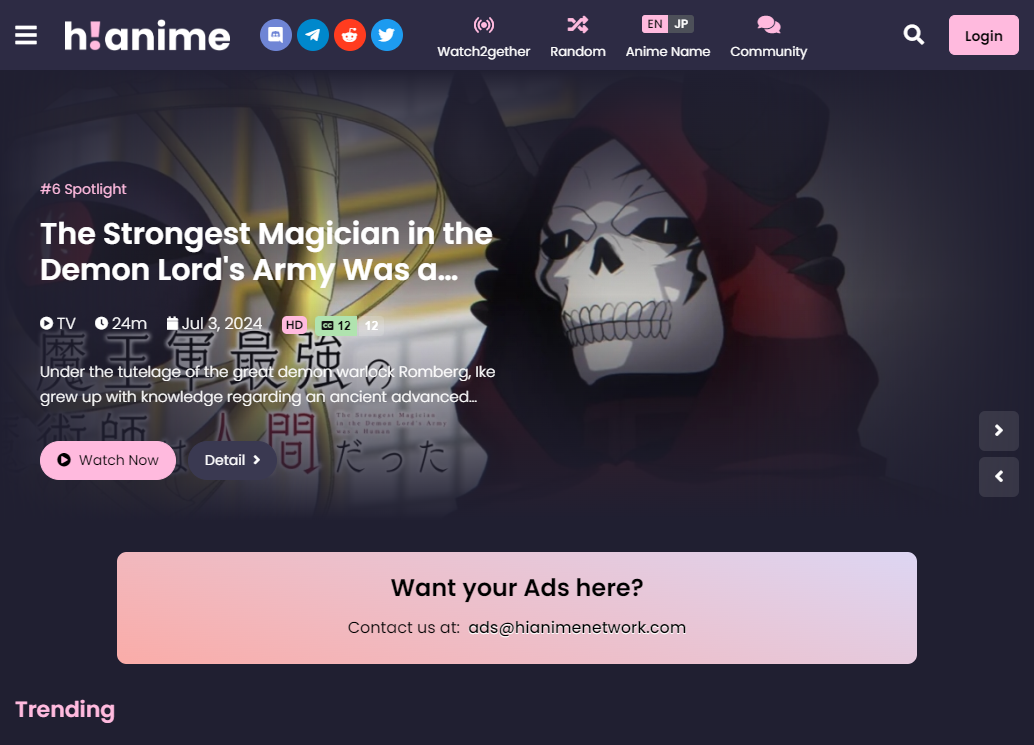 h!anime
Watch2gether
Random
EN JP
Anime Name
Community
Login
#6 Spotlight
The Strongest Magician in the
Demon Lord's Army Was a...
TV 24m Jul 3, 2024 HD CC 12 12
魔王軍最強の
Under the tutelage of the great demon warlock Romberg, Ike
grew up with knowledge regarding an ancient advanced...
The Strongest Magician
in the Demon Lord's Army
was a Human
術師は人間だった
Watch Now
Detail
Want your Ads here?
Contact us at: ads@hianimenetwork.com
Trending